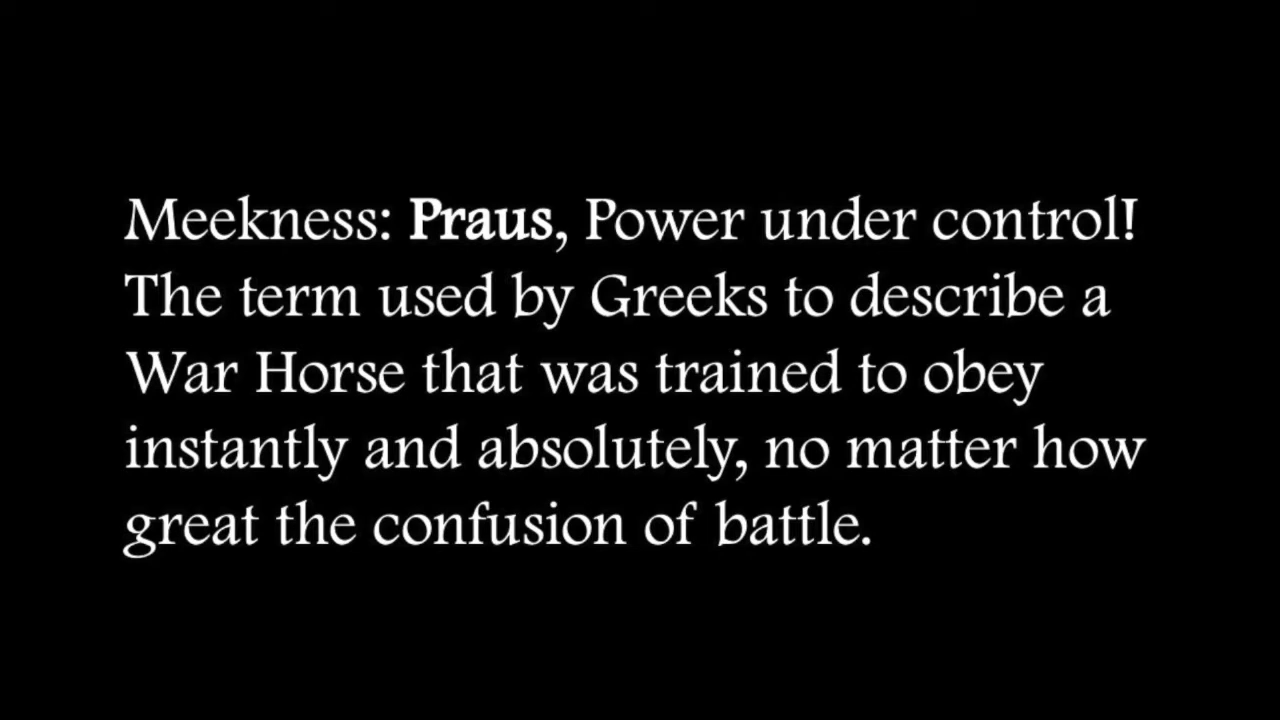 Meekness: Praus, Power under control!
The term used by Greeks to describe a
War Horse that was trained to obey
instantly and absolutely, no matter how
great the confusion of battle.